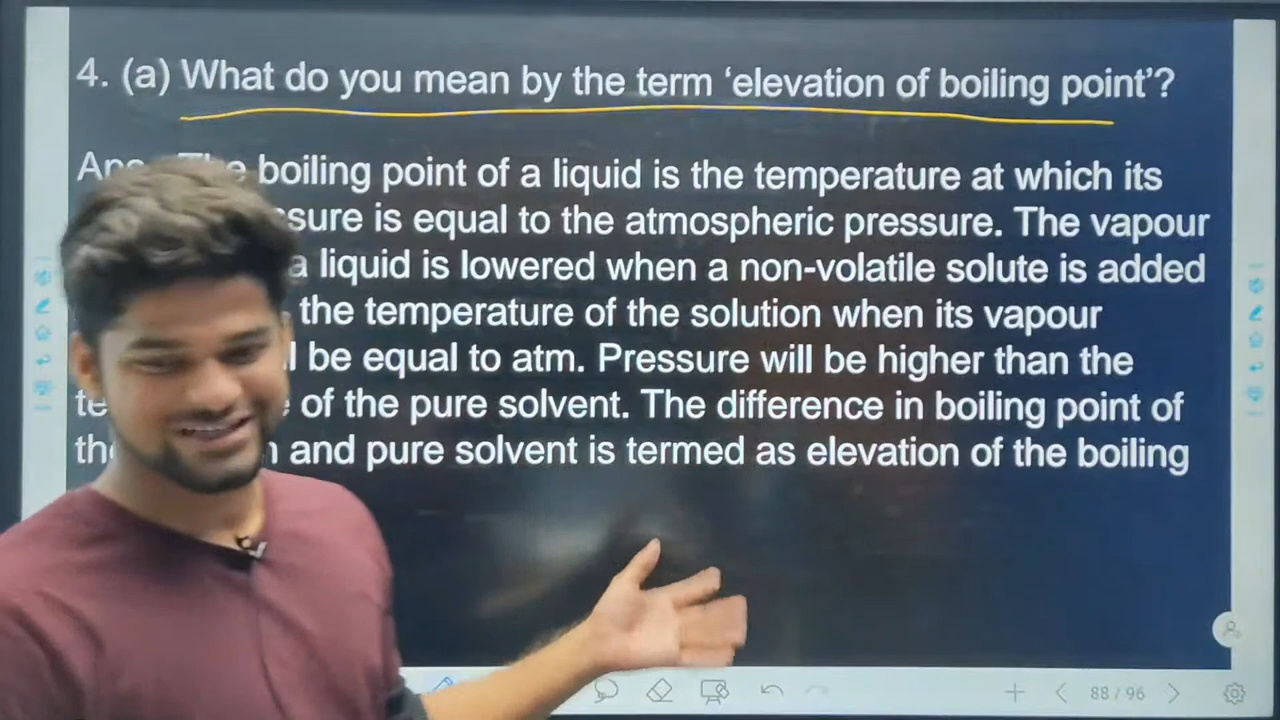 4. (a) What do you mean by the term ‘elevation of boiling point’?
Ans. The boiling point of a liquid is the temperature at which its
is equal to the atmospheric pressure. The vapour
a liquid is lowered when a non-volatile solute is added
the temperature of the solution when its vapour
be equal to atm. Pressure will be higher than the
of the pure solvent. The difference in boiling point of
and pure solvent is termed as elevation of the boiling
88 / 96